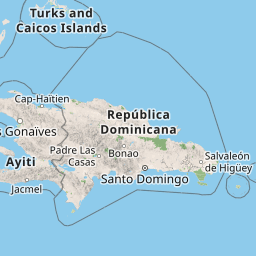 Turks and
Caicos Islands
Cap-Haïtien
Gonaïves
República
Dominicana
Ayiti
Padre Las
Casas
Bonao
Salvaleón
de Higüey
Jacmel
Santo Domingo